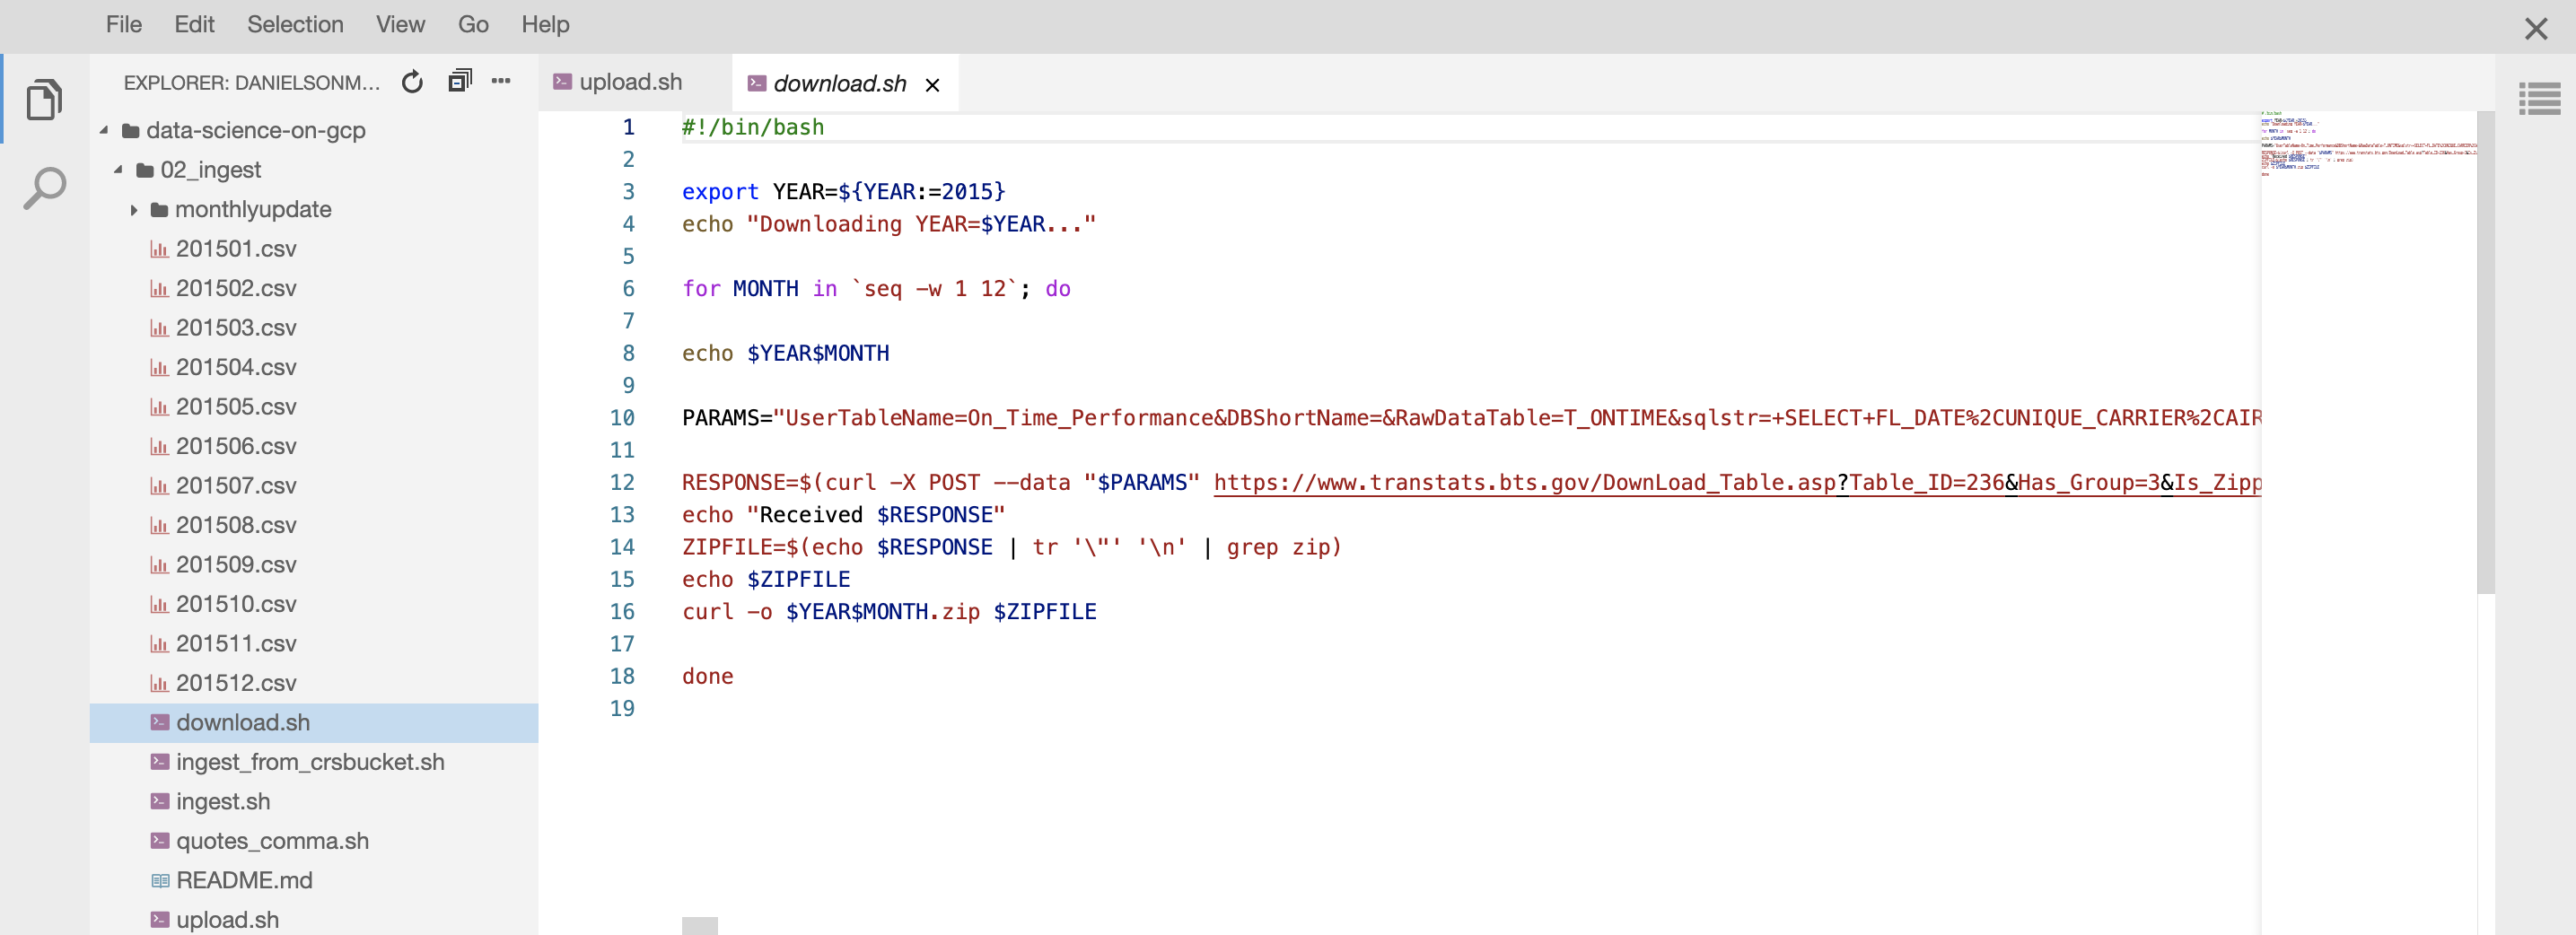 File Edit Selection View Go Help
EXPLORER: DANIELSONM...
data-science-on-gcp
02_ingest
monthlyupdate
201501.csv
201502.csv
201503.csv
201504.csv
201505.csv
201506.csv
201507.csv
201508.csv
201509.csv
201510.csv
201511.csv
201512.csv
download.sh
ingest_from_crsbucket.sh
ingest.sh
quotes_comma.sh
README.md
upload.sh
upload.sh download.sh
1 #!/bin/bash
2
3 export YEAR=${YEAR:=2015}
4 echo "Downloading YEAR=$YEAR..."
5
6 for MONTH in `seq -w 1 12`; do
7
8 echo $YEAR$MONTH
9
10 PARAMS="UserTableName=On_Time_Performance&DBShortName=&RawDataTable=T_ONTIME&sqlstr=+SELECT+FL_DATE%2CUNIQUE_CARRIER%2CAIR
11
12 RESPONSE=$(curl -X POST --data "$PARAMS" https://www.transtats.bts.gov/DownLoad_Table.asp?Table_ID=236&Has_Group=3&Is_Zipp
13 echo "Received $RESPONSE"
14 ZIPFILE=$(echo $RESPONSE | tr '\"' '\n' | grep zip)
15 echo $ZIPFILE
16 curl -o $YEAR$MONTH.zip $ZIPFILE
17
18 done
19